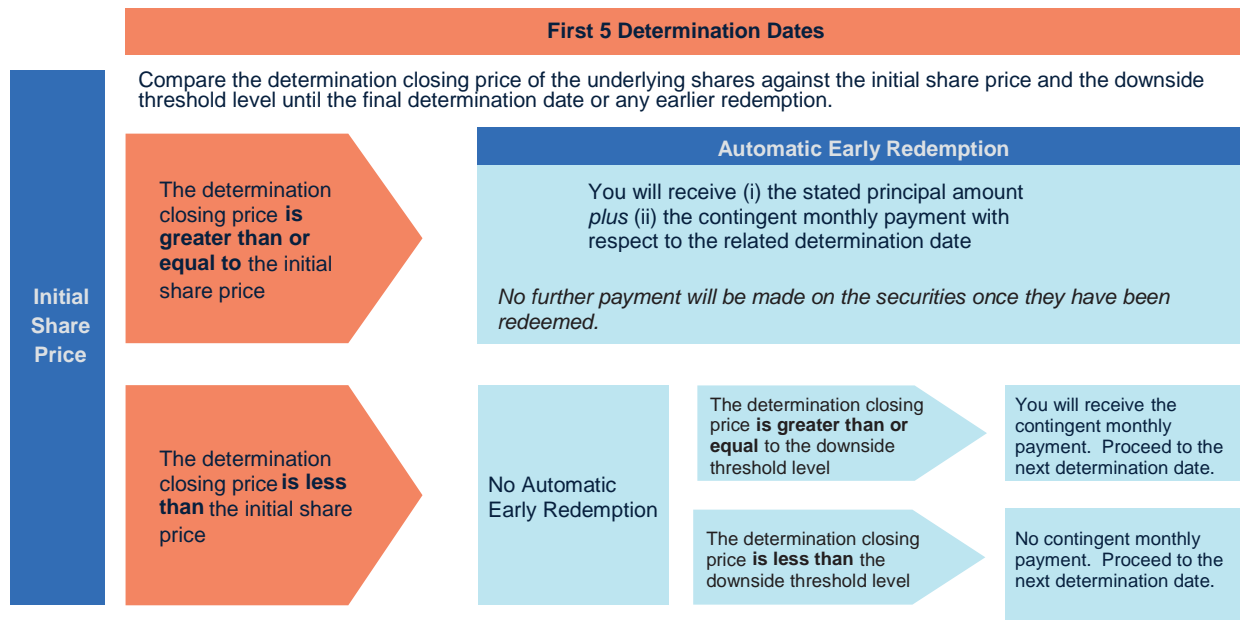 First 5 Determination Dates
Compare the determination closing price of the underlying shares against the initial share price and the downside
threshold level until the final determination date or any earlier redemption.
Initial
Share
Price
The determination
closing price is
greater than or
equal to the initial
share price
Automatic Early Redemption
You will receive (i) the stated principal amount
plus (ii) the contingent monthly payment with
respect to the related determination date
No further payment will be made on the securities once they have been
redeemed.
The determination
closing price is less
than the initial share
price
No Automatic
Early Redemption
The determination closing
price is greater than or
equal to the downside
threshold level
You will receive the
contingent monthly
payment. Proceed to the
next determination date.
The determination closing
price is less than the
downside threshold level
No contingent monthly
payment. Proceed to the
next determination date.